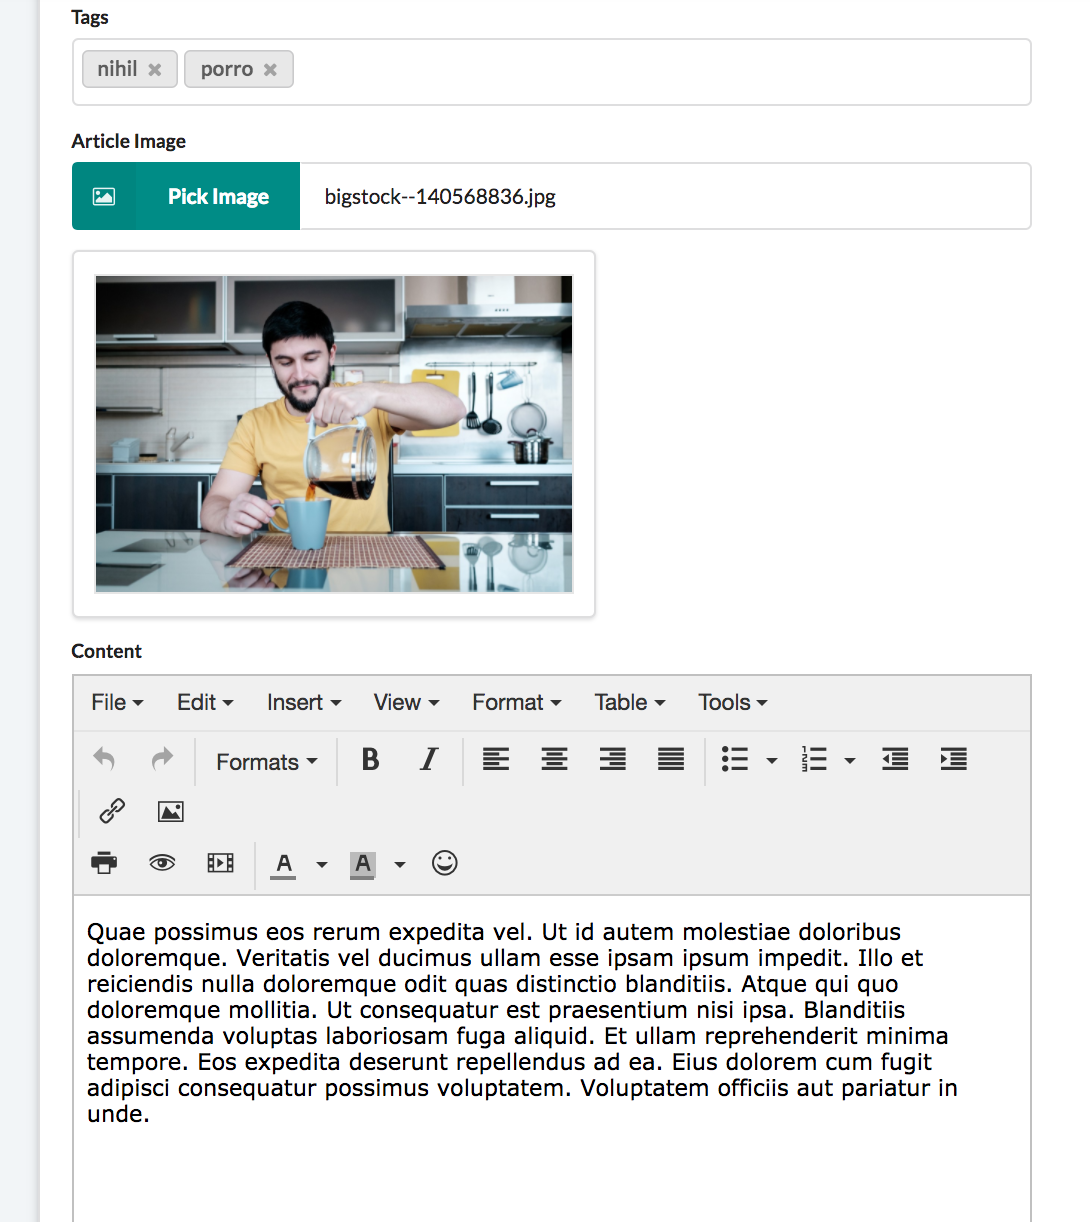 Tags
nihil porro
Article Image
Pick Image bigstock--140568836.jpg
Content
File Edit Insert View Format Table Tools
Formats B I
A A
Quae possimus eos rerum expedita vel. Ut id autem molestiae doloribus
doloremque. Veritatis vel ducimus ullam esse ipsam ipsum impedit. Illo et
reiciendis nulla doloremque odit quas distinctio blanditiis. Atque qui quo
doloremque mollitia. Ut consequatur est praesentium nisi ipsa. Blanditiis
assumenda voluptas laboriosam fuga aliquid. Et ullam reprehenderit minima
tempore. Eos expedita deserunt repellendus ad ea. Eius dolorem cum fugit
adipisci consequatur possimus voluptatem. Voluptatem officiis aut pariatur in
unde.